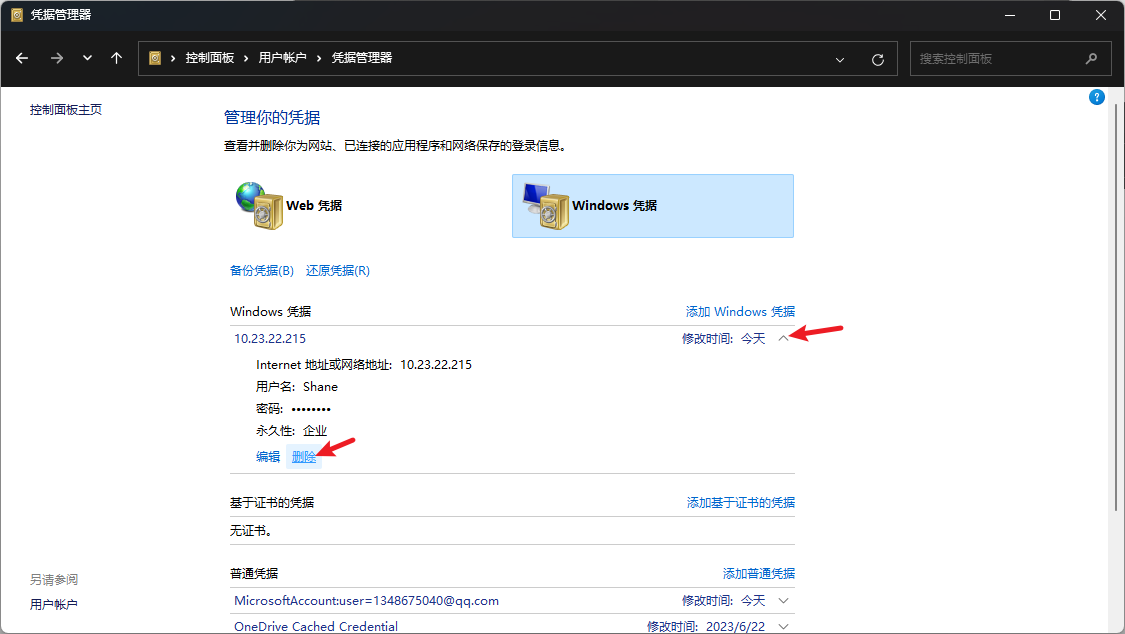 凭据管理器
控制面板 用户帐户 凭据管理器 搜索控制面板
控制面板主页
?
管理你的凭据
查看并删除你为网站、已连接的应用程序和网络保存的登录信息。
Web 凭据
Windows 凭据
备份凭据(B) 还原凭据(R)
Windows 凭据 添加 Windows 凭据
10.23.22.215 修改时间: 今天
Internet 地址或网络地址: 10.23.22.215
用户名: Shane
密码: ••••••••
永久性: 企业
编辑 删除
基于证书的凭据 添加基于证书的凭据
无证书。
普通凭据 添加普通凭据
MicrosoftAccount:user=1348675040@qq.com 修改时间: 今天
OneDrive Cached Credential 修改时间: 2023/6/22
另请参阅
用户帐户